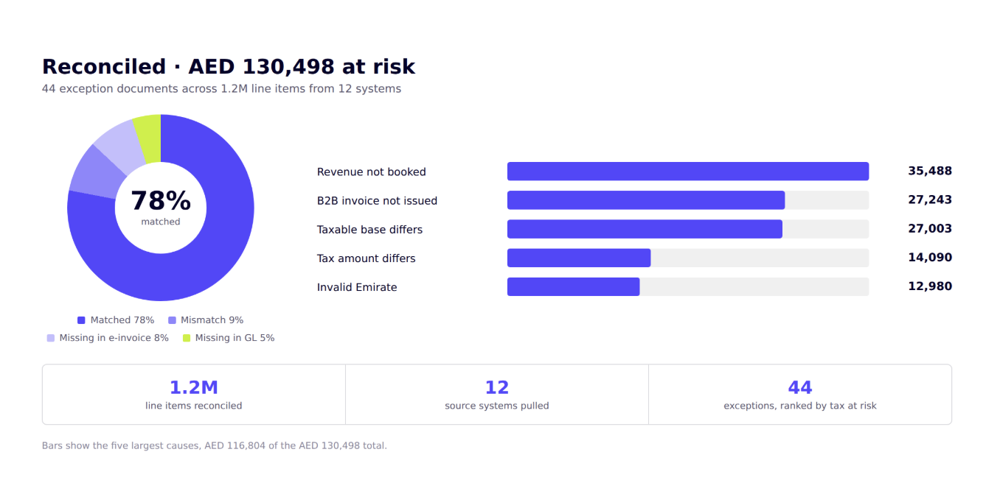 Reconciled · AED 130,498 at risk
44 exception documents across 1.2M line items from 12 systems
78%
matched
Matched 78%
Mismatch 9%
Missing in e-invoice 8%
Missing in GL 5%
Revenue not booked 35,488
B2B invoice not issued 27,243
Taxable base differs 27,003
Tax amount differs 14,090
Invalid Emirate 12,980
1.2M
line items reconciled
12
source systems pulled
44
exceptions, ranked by tax at risk
Bars show the five largest causes, AED 116,804 of the AED 130,498 total.